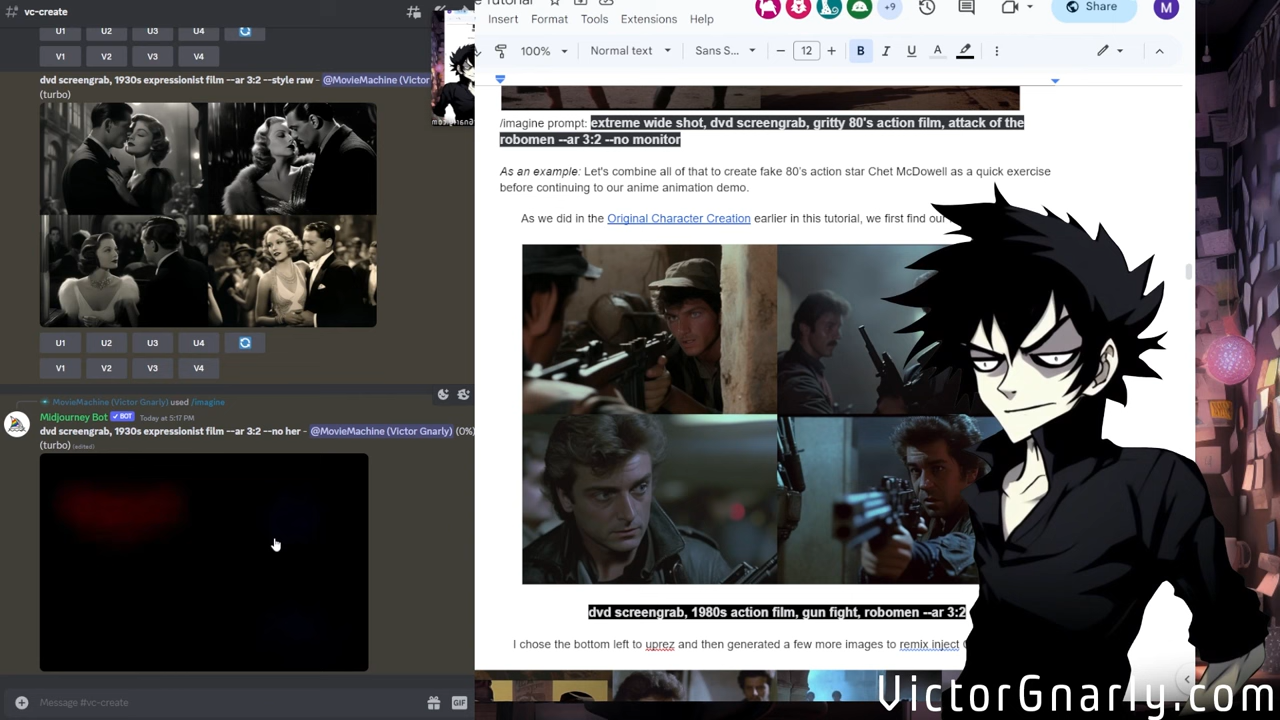 vc-create
U1 U2 U3 U4
V1 V2 V3 V4
dvd screengrab, 1930s expressionist film --ar 3:2 --style raw - @MovieMachine (Victor
(turbo)
U1 U2 U3 U4
V1 V2 V3 V4
MovieMachine (Victor Gnarly) used /imagine
Midjourney Bot ✓ BOT Today at 5:17 PM
dvd screengrab, 1930s expressionist film --ar 3:2 --no her - @MovieMachine (Victor Gnarly) (0%)
(turbo) (edited)
Message #vc-create
GIF
+9
Share
M
Insert Format Tools Extensions Help
100% Normal text Sans S... 12 B I U A
/imagine prompt: extreme wide shot, dvd screengrab, gritty 80's action film, attack of the
robomen --ar 3:2 --no monitor
As an example: Let's combine all of that to create fake 80's action star Chet McDowell as a quick exercise
before continuing to our anime animation demo.
As we did in the Original Character Creation earlier in this tutorial, we first find our
dvd screengrab, 1980s action film, gun fight, robomen --ar 3:2
I chose the bottom left to uprez and then generated a few more images to remix inject
VictorGnarly.com